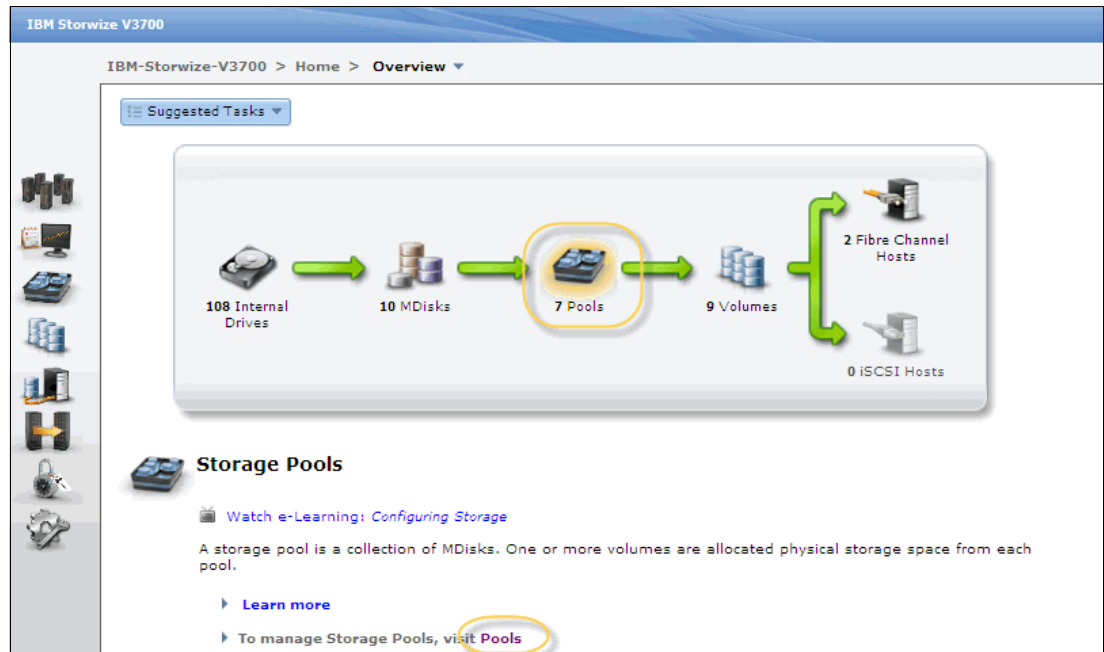 IBM Storwize V3700
IBM-Storwize-V3700 > Home > Overview
Suggested Tasks
108 Internal
Drives
10 MDisks
7 Pools
9 Volumes
2 Fibre Channel
Hosts
0 iSCSI Hosts
Storage Pools
Watch e-Learning: Configuring Storage
A storage pool is a collection of MDisks. One or more volumes are allocated physical storage space from each
pool.
Learn more
To manage Storage Pools, visit Pools